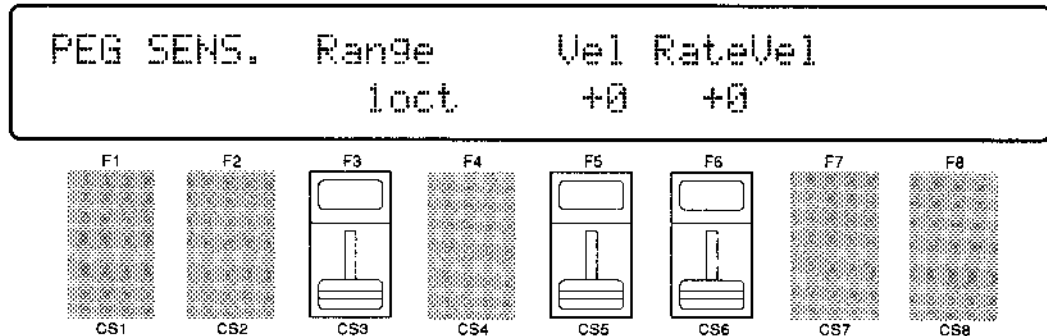 PEG SENS. Range Vel RateVel
1oct +0 +0
F1 F2 F3 F4 F5 F6 F7 F8
CS1 CS2 CS3 CS4 CS5 CS6 CS7 CS8